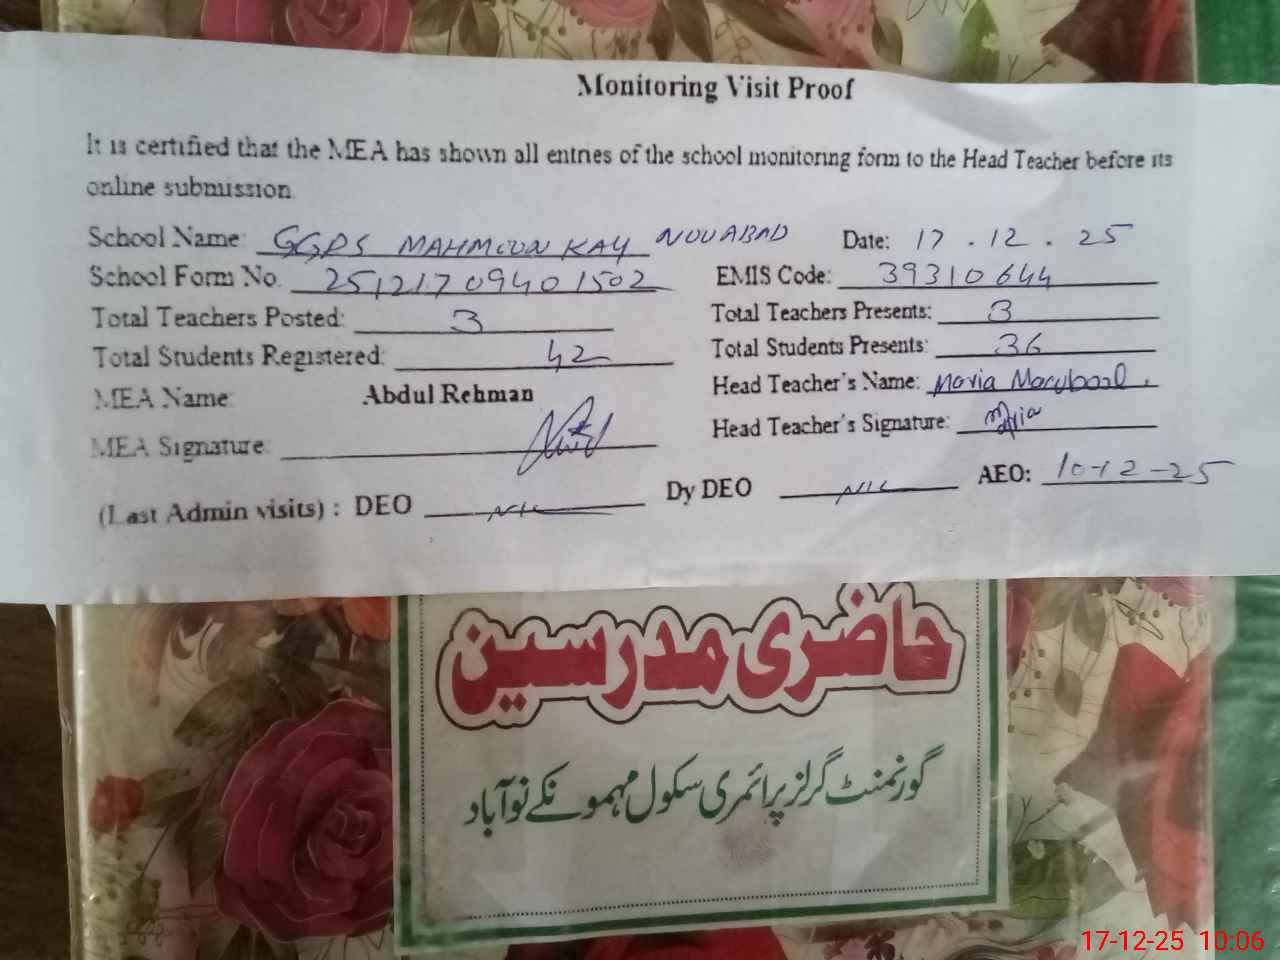 Monitoring Visit Proof
It is certified that the MEA has shown all entries of the school monitoring form to the Head Teacher before its
online submission
School Name: GGPS MAHMOON KAY NOUABAD Date: 17.12.25
School Form No. 25121709401502 EMIS Code: 39310644
Total Teachers Posted: 3 Total Teachers Presents: 3
Total Students Registered: 42 Total Students Presents: 36
MEA Name: Abdul Rehman Head Teacher's Name: Maria
MEA Signature: Head Teacher's Signature: Maria
(Last Admin visits) : DEO NIL Dy DEO NIL AEO: 10-12-25
حاضری مدرسین
گورنمنٹ گرلز پرائمری سکول مہمونکے نوآباد
17-12-25 10:06